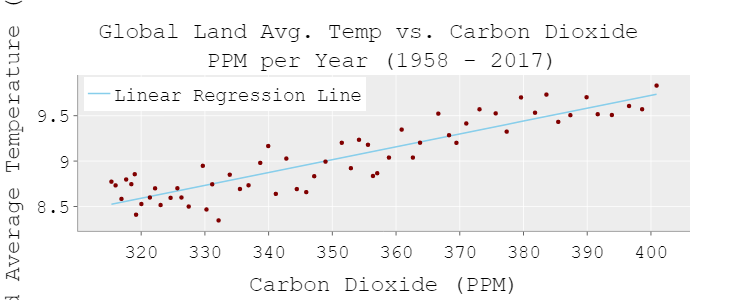 Global Land Avg. Temp vs. Carbon Dioxide
PPM per Year (1958 - 2017)
Linear Regression Line
Average Temperature (
9.5
9
8.5
320 330 340 350 360 370 380 390 400
Carbon Dioxide (PPM)